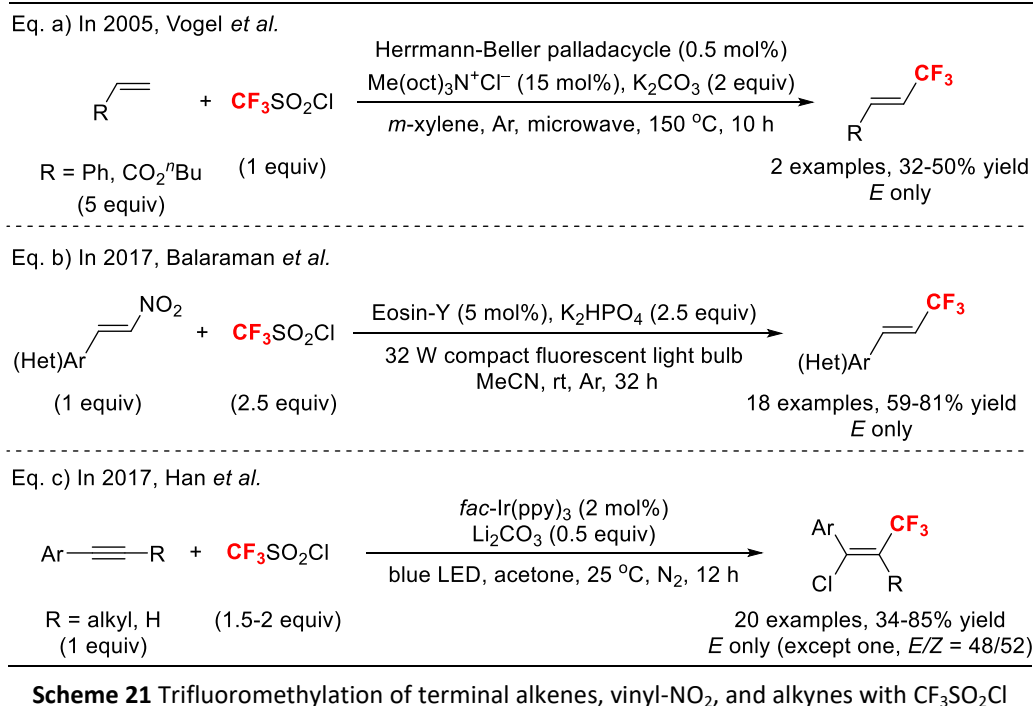 Eq. a) In 2005, Vogel et al.
Herrmann-Beller palladacycle (0.5 mol%)
Me(oct)₃N⁺Cl⁻ (15 mol%), K₂CO₃ (2 equiv)
m-xylene, Ar, microwave, 150 °C, 10 h
R
+
CF₃SO₂Cl
CF₃
R
R = Ph, CO₂ⁿBu
(5 equiv)
(1 equiv)
2 examples, 32-50% yield
E only
Eq. b) In 2017, Balaraman et al.
NO₂
(Het)Ar
+
CF₃SO₂Cl
Eosin-Y (5 mol%), K₂HPO₄ (2.5 equiv)
32 W compact fluorescent light bulb
MeCN, rt, Ar, 32 h
CF₃
(Het)Ar
(1 equiv)
(2.5 equiv)
18 examples, 59-81% yield
E only
Eq. c) In 2017, Han et al.
fac-Ir(ppy)₃ (2 mol%)
Li₂CO₃ (0.5 equiv)
blue LED, acetone, 25 °C, N₂, 12 h
Ar
R
+
CF₃SO₂Cl
Ar
CF₃
Cl
R
R = alkyl, H
(1 equiv)
(1.5-2 equiv)
20 examples, 34-85% yield
E only (except one, E/Z = 48/52)
Scheme 21 Trifluoromethylation of terminal alkenes, vinyl-NO₂, and alkynes with CF₃SO₂Cl